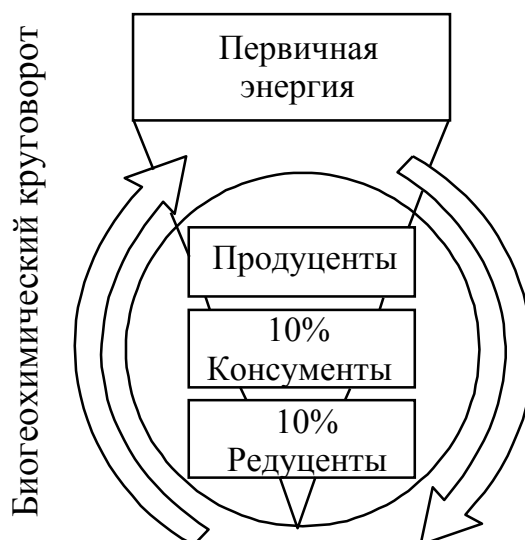 Биогеохимический круговорот
Первичная
энергия
Продуценты
10%
Консументы
10%
Редуценты